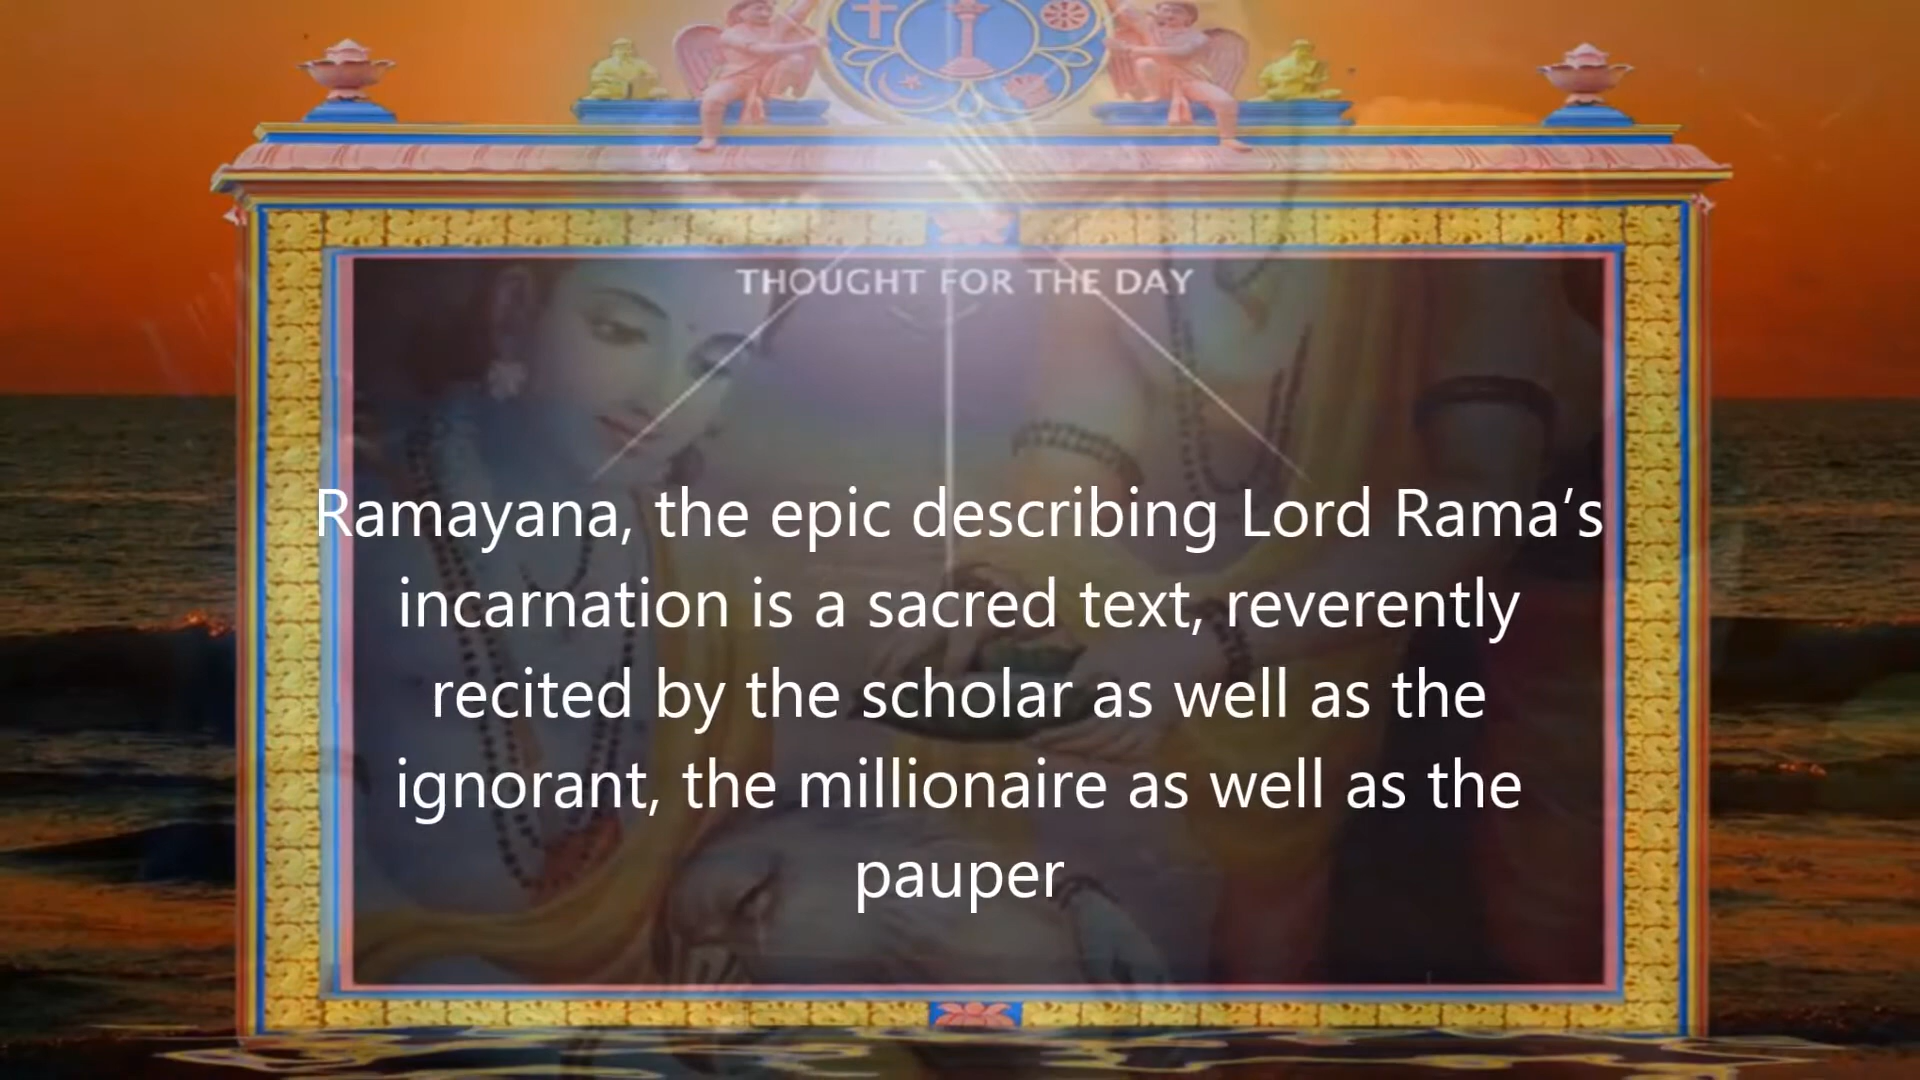 THOUGHT FOR THE DAY
Ramayana, the epic describing Lord Rama‘s
incarnation is a sacred text, reverently
recited by the scholar as well as the
ignorant, the millionaire as well as the
pauper